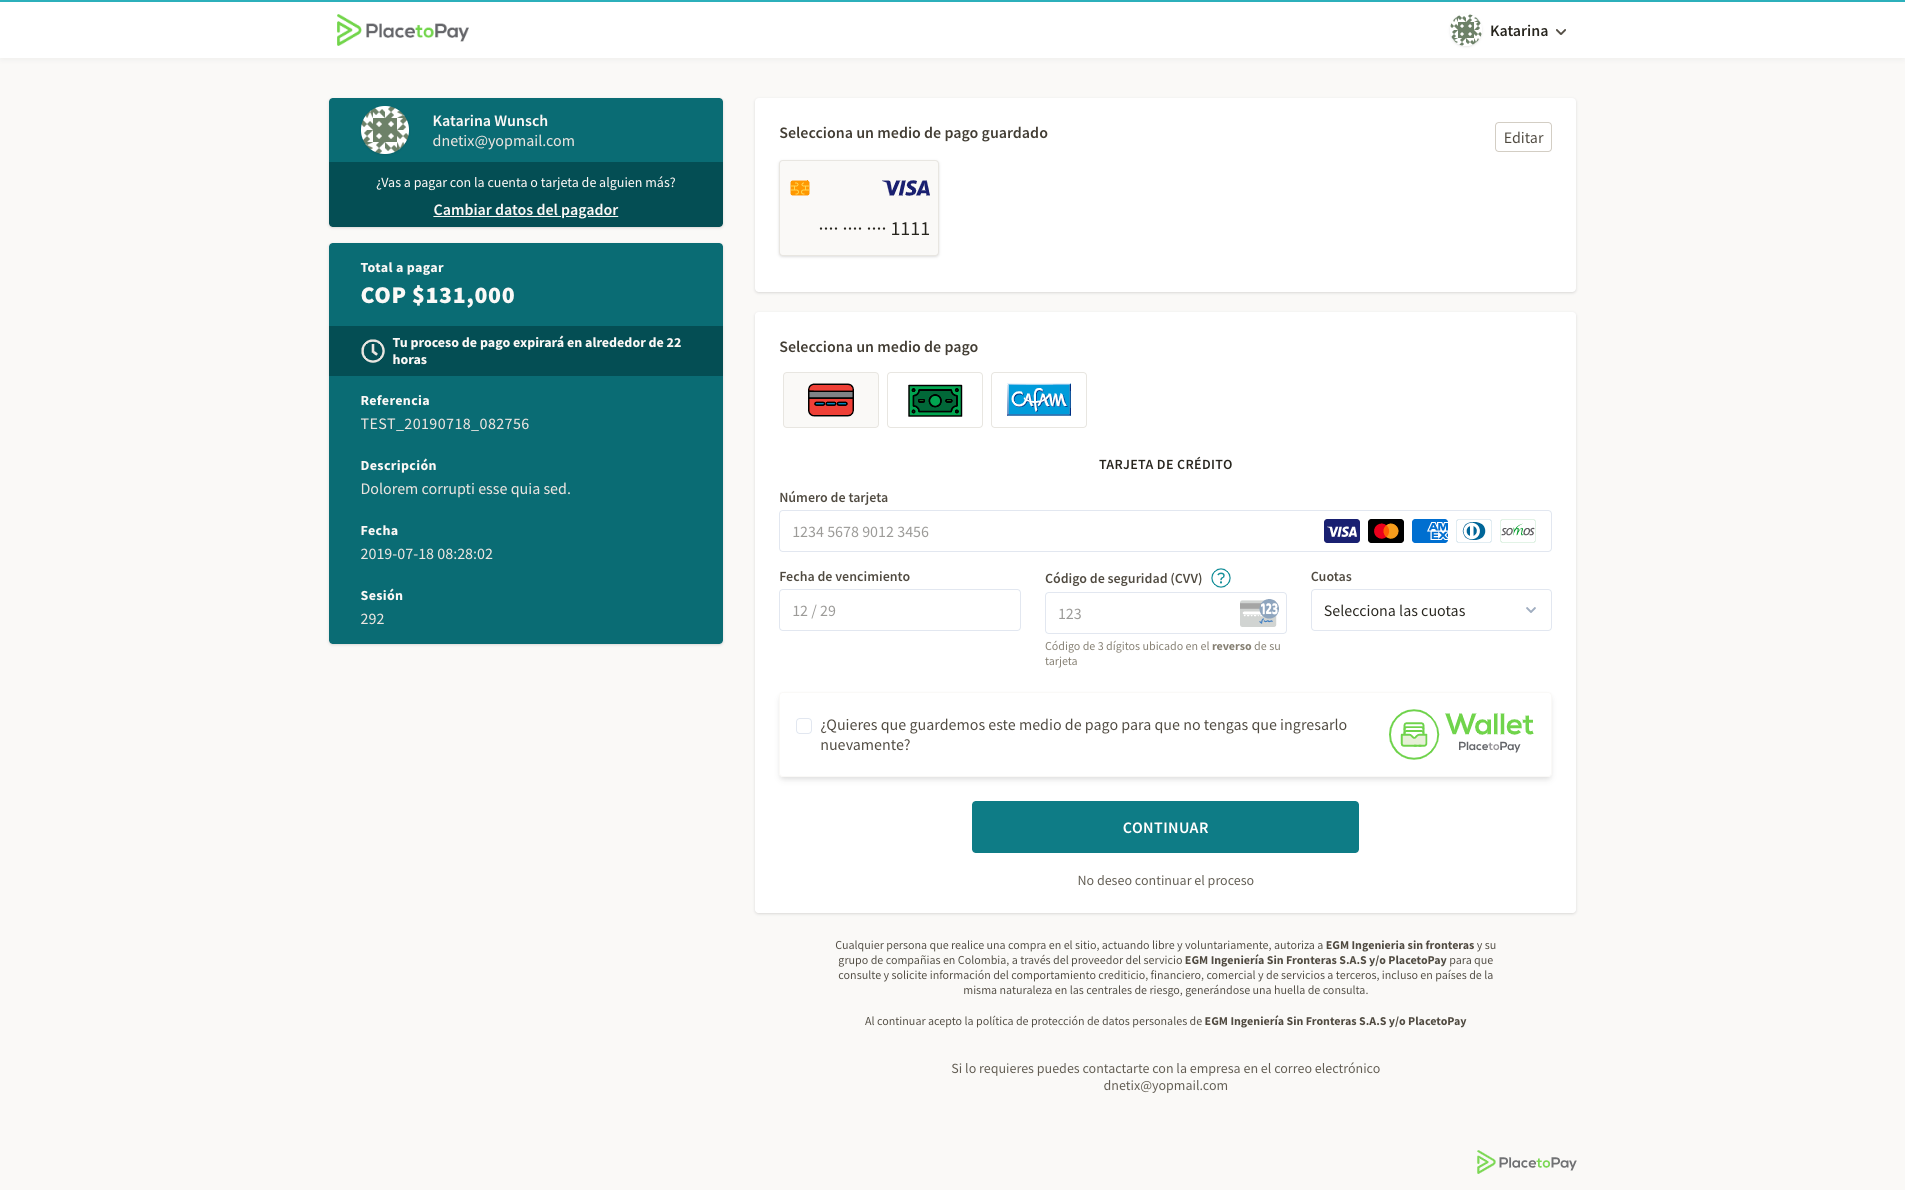 PlacetoPay
Katarina
Katarina Wunsch
dnetix@yopmail.com
¿Vas a pagar con la cuenta o tarjeta de alguien más?
Cambiar datos del pagador
Total a pagar
COP $131,000
Tu proceso de pago expirará en alrededor de 22
horas
Referencia
TEST_20190718_082756
Descripción
Dolorem corrupti esse quia sed.
Fecha
2019-07-18 08:28:02
Sesión
292
Selecciona un medio de pago guardado
Editar
VISA
···· ···· ···· 1111
Selecciona un medio de pago
CAFAM
TARJETA DE CRÉDITO
Número de tarjeta
1234 5678 9012 3456
VISA
AMEX
somos
Fecha de vencimiento
12 / 29
Código de seguridad (CVV) ?
123
123
Código de 3 dígitos ubicado en el reverso de su
tarjeta
Cuotas
Selecciona las cuotas
¿Quieres que guardemos este medio de pago para que no tengas que ingresarlo
nuevamente?
Wallet
PlacetoPay
CONTINUAR
No deseo continuar el proceso
Cualquier persona que realice una compra en el sitio, actuando libre y voluntariamente, autoriza a EGM Ingenieria sin fronteras y su
grupo de compañias en Colombia, a través del proveedor del servicio EGM Ingeniería Sin Fronteras S.A.S y/o PlacetoPay para que
consulte y solicite información del comportamiento crediticio, financiero, comercial y de servicios a terceros, incluso en países de la
misma naturaleza en las centrales de riesgo, generándose una huella de consulta.
Al continuar acepto la política de protección de datos personales de EGM Ingeniería Sin Fronteras S.A.S y/o PlacetoPay
Si lo requieres puedes contactarte con la empresa en el correo electrónico
dnetix@yopmail.com
PlacetoPay